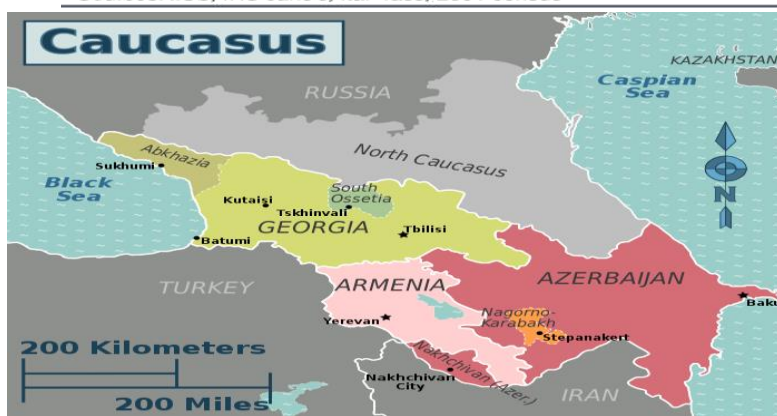 Caucasus
KAZAKHSTAN
Caspian
Sea
RUSSIA
North Caucasus
Abkhazia
Sukhumi
Black
Sea
Kutaisi
South
Ossetia
Tskhinvali
GEORGIA
Tbilisi
Batumi
N
TURKEY
ARMENIA
AZERBAIJAN
Baku
Yerevan
Nagorno-
Karabakh
Stepanakert
Nakhchivan (Azer.)
Nakhchivan
City
IRAN
200 Kilometers
200 Miles